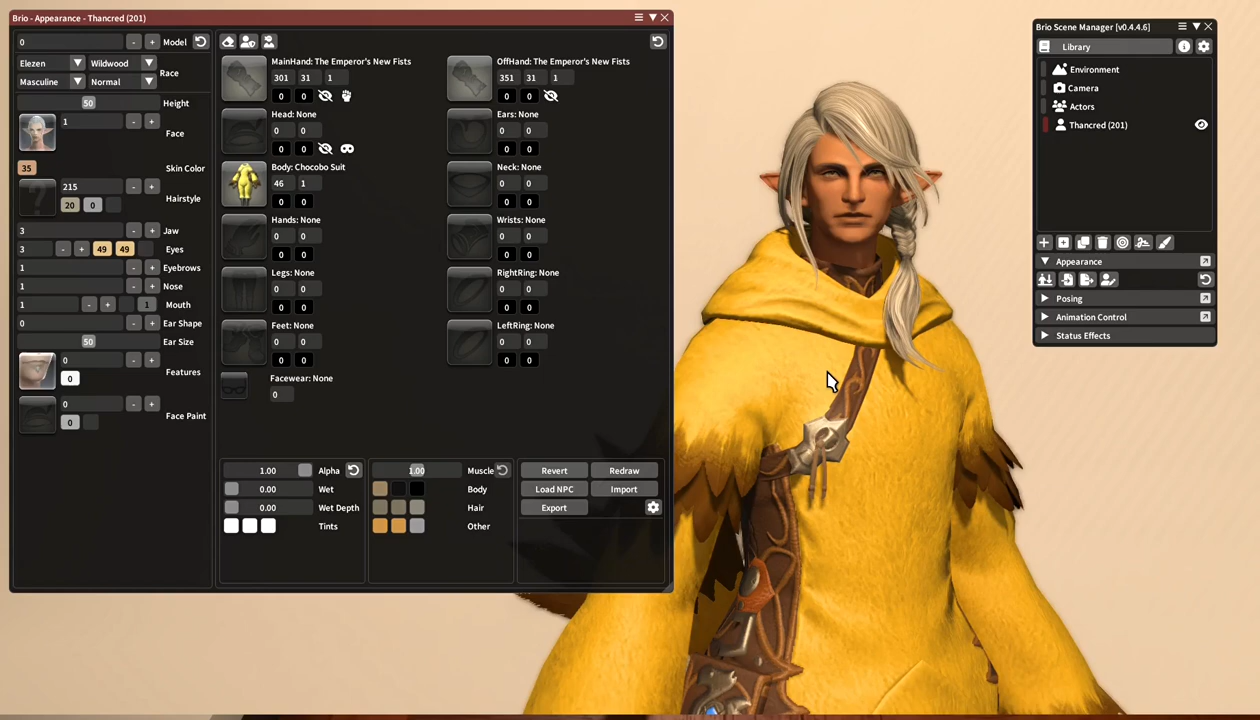 Brio - Appearance - Thancred (201)
0 - + Model
Elezen Wildwood
Race
Masculine Normal
50 Height
1 - +
Face
35 Skin Color
215 - +
Hairstyle
20 0
3 Jaw
3 - + 49 49 Eyes
1 Eyebrows
1 Nose
1 - + 1 Mouth
0 Ear Shape
50 Ear Size
0 - +
Features
0
0 - +
Face Paint
0
MainHand: The Emperor's New Fists
301 31 1
0 0
Head: None
0 0
0 0
Body: Chocobo Suit
46 1
0 0
Hands: None
0 0
0 0
Legs: None
0 0
0 0
Feet: None
0 0
0 0
Facewear: None
0
OffHand: The Emperor's New Fists
351 31 1
0 0
Ears: None
0 0
0 0
Neck: None
0 0
0 0
Wrists: None
0 0
0 0
RightRing: None
0 0
0 0
LeftRing: None
0 0
0 0
1.00 Alpha
0.00 Wet
0.00 Wet Depth
Tints
1.00 Muscle
Body
Hair
Other
Revert Redraw
Load NPC Import
Export
Brio Scene Manager [v0.4.4.6]
Library
Environment
Camera
Actors
Thancred (201)
Appearance
Posing
Animation Control
Status Effects